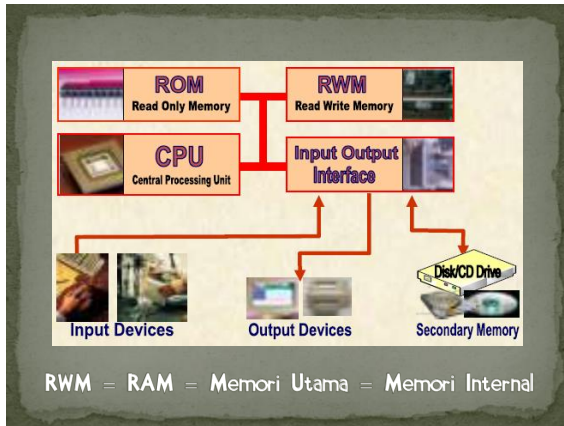 ROM
Read Only Memory
RWM
Read Write Memory
CPU
Central Processing Unit
Input Output
Interface
Disk/CD Drive
Input Devices
Output Devices
Secondary Memory
RWM = RAM = Memori Utama = Memori Internal